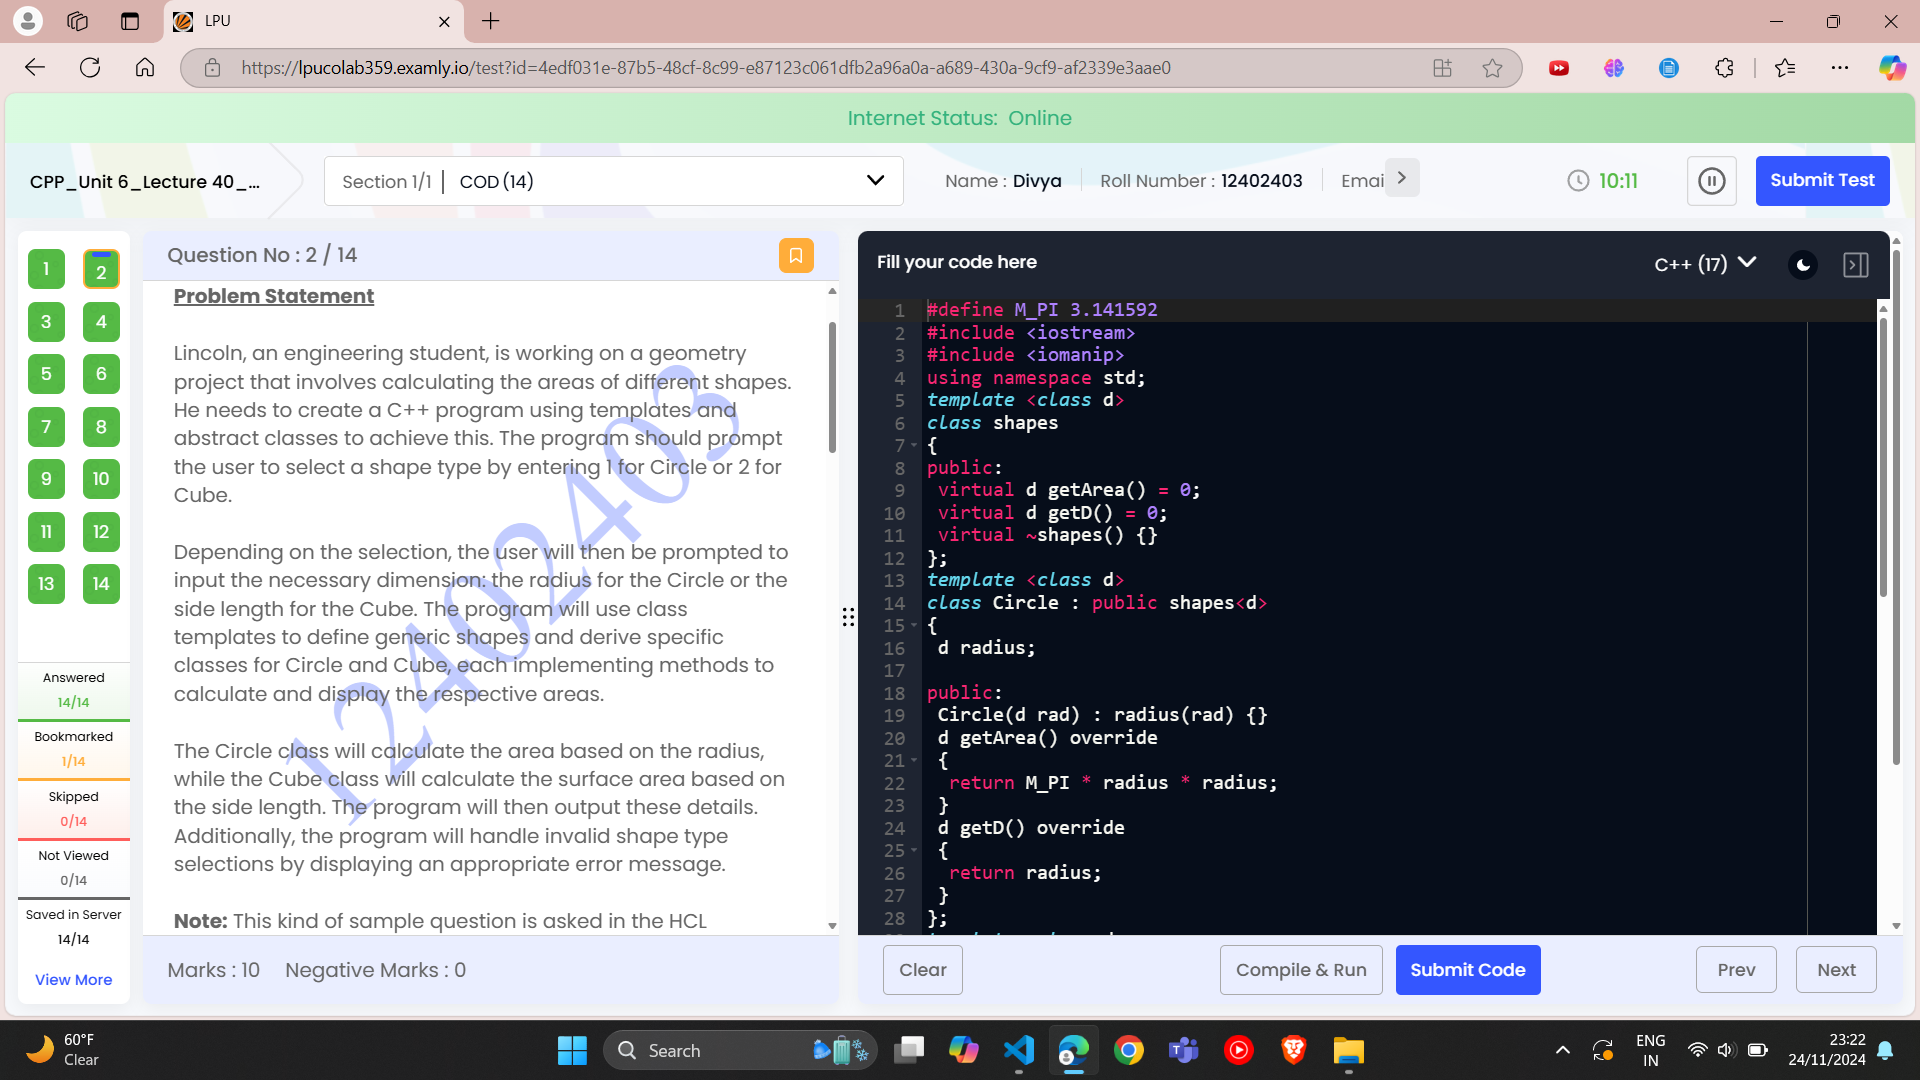 LPU
https://lpucolab359.examly.io/test?id=4edf031e-87b5-48cf-8c99-e87123c061dfb2a96a0a-a689-430a-9cf9-af2339e3aae0
Internet Status: Online
CPP_Unit 6_Lecture 40_...
Section 1/1 | COD (14)
Name : Divya
Roll Number : 12402403
Emai
10:11
Submit Test
1 2
3 4
5 6
7 8
9 10
11 12
13 14
Answered
14/14
Bookmarked
1/14
Skipped
0/14
Not Viewed
0/14
Saved in Server
14/14
View More
Question No : 2 / 14
Problem Statement
Lincoln, an engineering student, is working on a geometry
project that involves calculating the areas of different shapes.
He needs to create a C++ program using templates and
abstract classes to achieve this. The program should prompt
the user to select a shape type by entering 1 for Circle or 2 for
Cube.
Depending on the selection, the user will then be prompted to
input the necessary dimension: the radius for the Circle or the
side length for the Cube. The program will use class
templates to define generic shapes and derive specific
classes for Circle and Cube, each implementing methods to
calculate and display the respective areas.
The Circle class will calculate the area based on the radius,
while the Cube class will calculate the surface area based on
the side length. The program will then output these details.
Additionally, the program will handle invalid shape type
selections by displaying an appropriate error message.
Note: This kind of sample question is asked in the HCL
12402403
Marks : 10 Negative Marks : 0
Fill your code here
C++ (17)
1 #define M_PI 3.141592
2 #include <iostream>
3 #include <iomanip>
4 using namespace std;
5 template <class d>
6 class shapes
7 {
8 public:
9 virtual d getArea() = 0;
10 virtual d getD() = 0;
11 virtual ~shapes() {}
12 };
13 template <class d>
14 class Circle : public shapes<d>
15 {
16 d radius;
17
18 public:
19 Circle(d rad) : radius(rad) {}
20 d getArea() override
21 {
22 return M_PI * radius * radius;
23 }
24 d getD() override
25 {
26 return radius;
27 }
28 };
Clear
Compile & Run
Submit Code
Prev
Next
60°F
Clear
Search
ENG
IN
23:22
24/11/2024